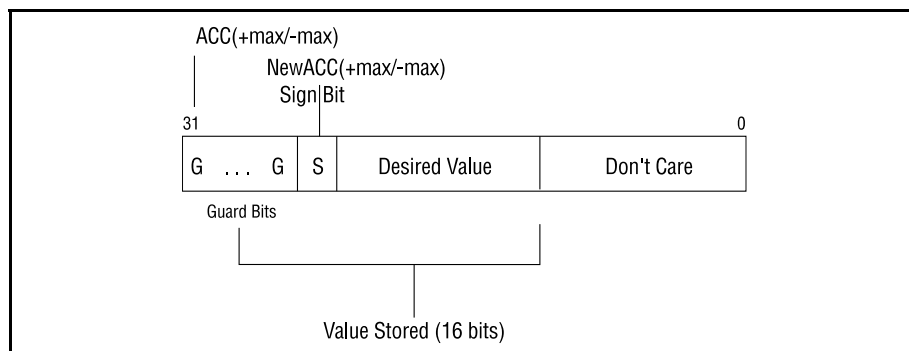 ACC(+max/-max)
NewACC(+max/-max)
Sign Bit
31 0
G ... G S Desired Value Don't Care
Guard Bits
Value Stored (16 bits)